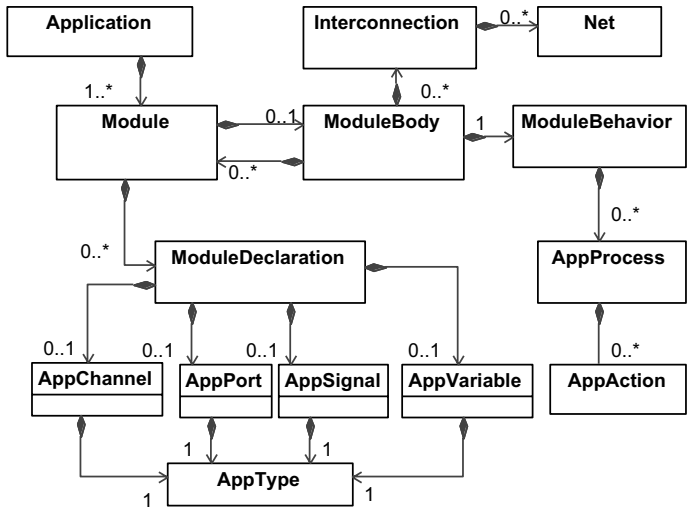 Application
Interconnection
0..*
Net
1..*
0..*
Module
0..1
ModuleBody
1
ModuleBehavior
0..*
0..*
0..*
ModuleDeclaration
AppProcess
0..1
0..1
0..1
0..1
0..*
AppChannel
AppPort
AppSignal
AppVariable
AppAction
1
1
AppType
1
1